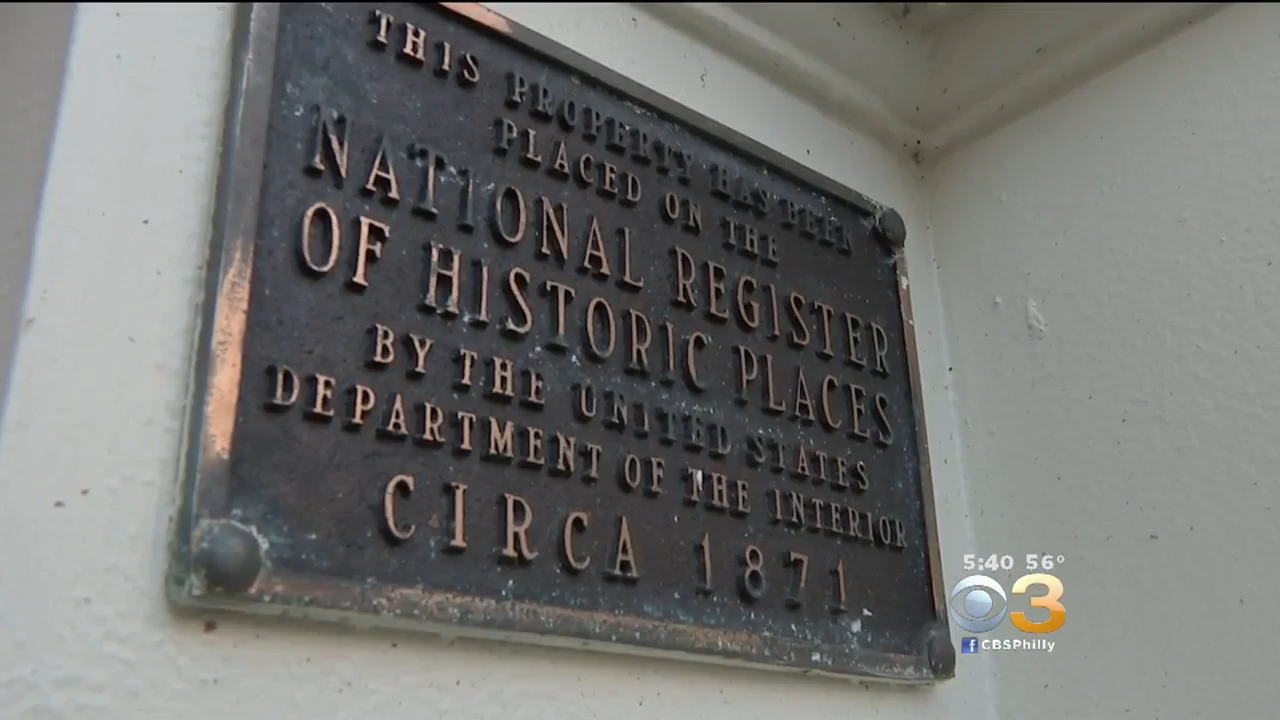 THIS PROPERTY HAS BEEN
PLACED ON THE
NATIONAL REGISTER
OF HISTORIC PLACES
BY THE UNITED STATES
DEPARTMENT OF THE INTERIOR
CIRCA 1871
5:40 56°
3
f CBSPhilly